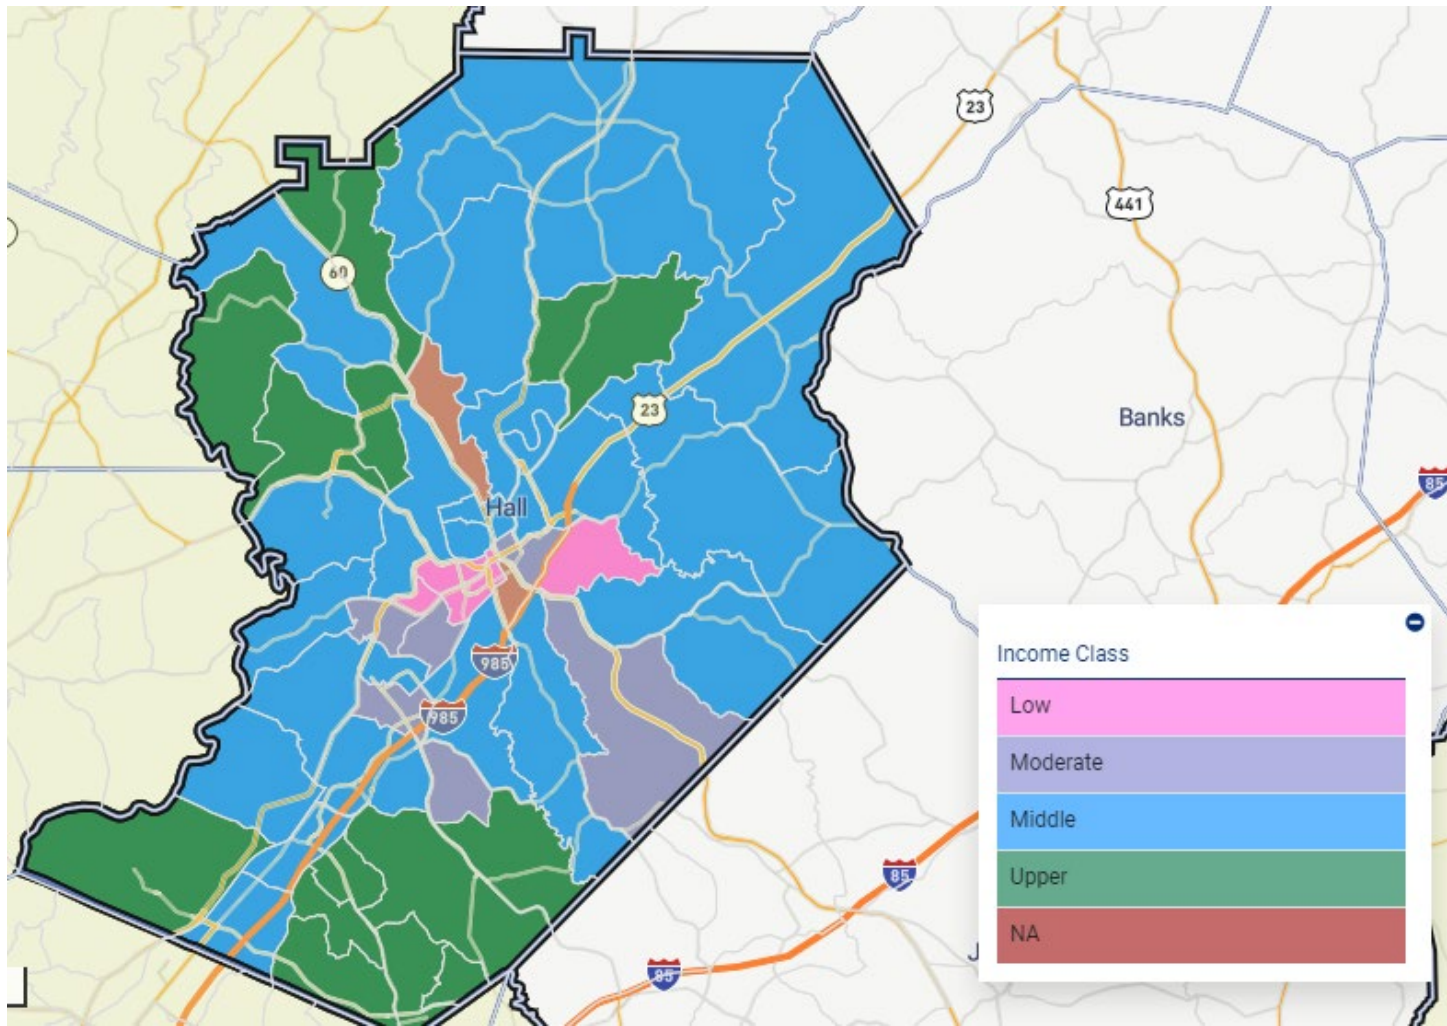 23
441
60
23
Banks
85
Hall
Income Class
985
Low
985
Moderate
Middle
85
Upper
NA
J
85